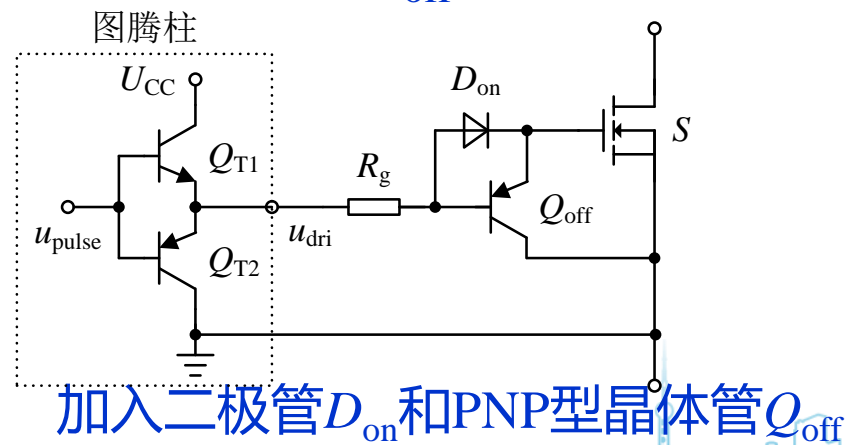 off
图腾柱
U_CC
D_on
Q_T1
R_g
S
u_pulse
u_dri
Q_off
Q_T2
加入二极管D_on和PNP型晶体管Q_off